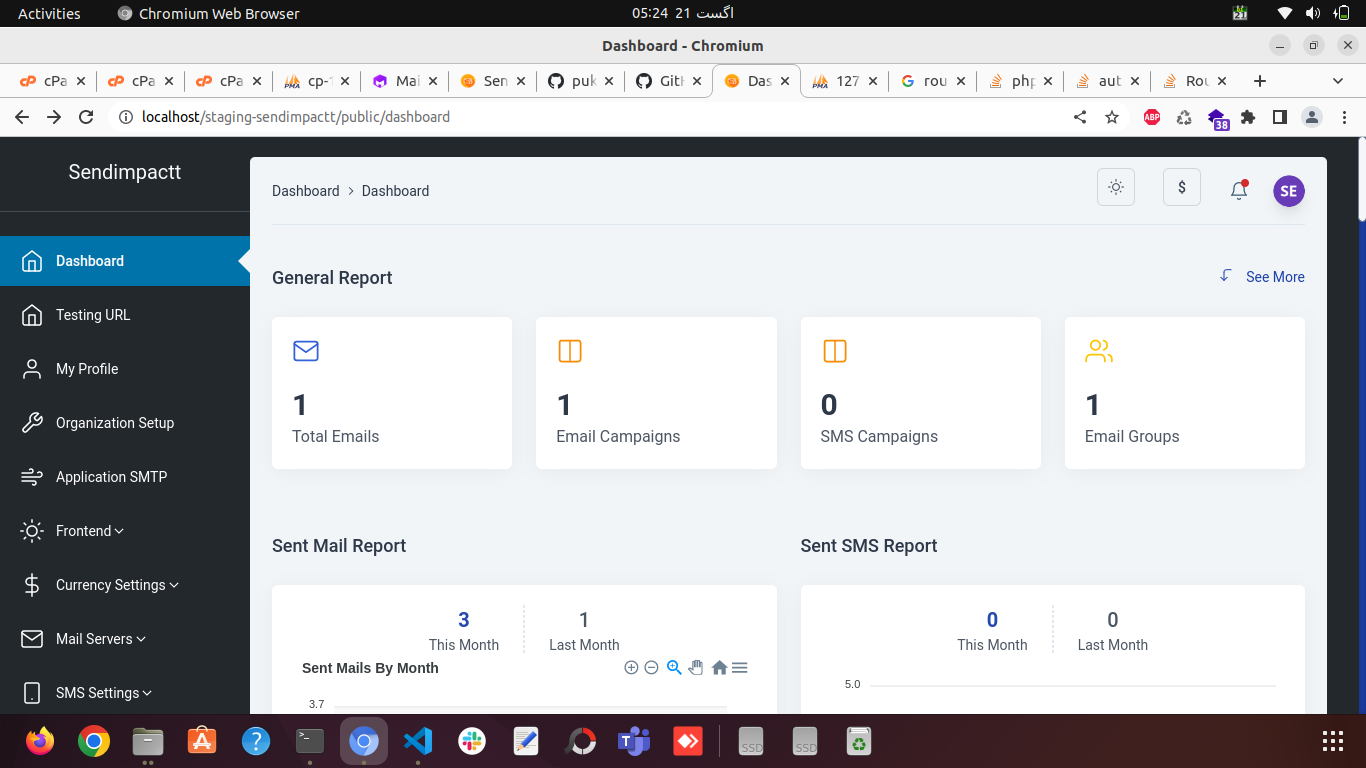 Activities
Chromium Web Browser
05:24 21 اگست
21
Dashboard - Chromium
cPa
cPa
cPa
cp-1
Mai
Sen
puk
Gith
Das
127
rou
php
aut
Rou
localhost/staging-sendimpactt/public/dashboard
ABP
38
Sendimpactt
Dashboard
Testing URL
My Profile
Organization Setup
Application SMTP
Frontend
Currency Settings
Mail Servers
SMS Settings
Dashboard > Dashboard
$
SE
General Report
See More
1
Total Emails
1
Email Campaigns
0
SMS Campaigns
1
Email Groups
Sent Mail Report
3
This Month
1
Last Month
Sent Mails By Month
3.7
Sent SMS Report
0
This Month
0
Last Month
5.0
SSD
SSD